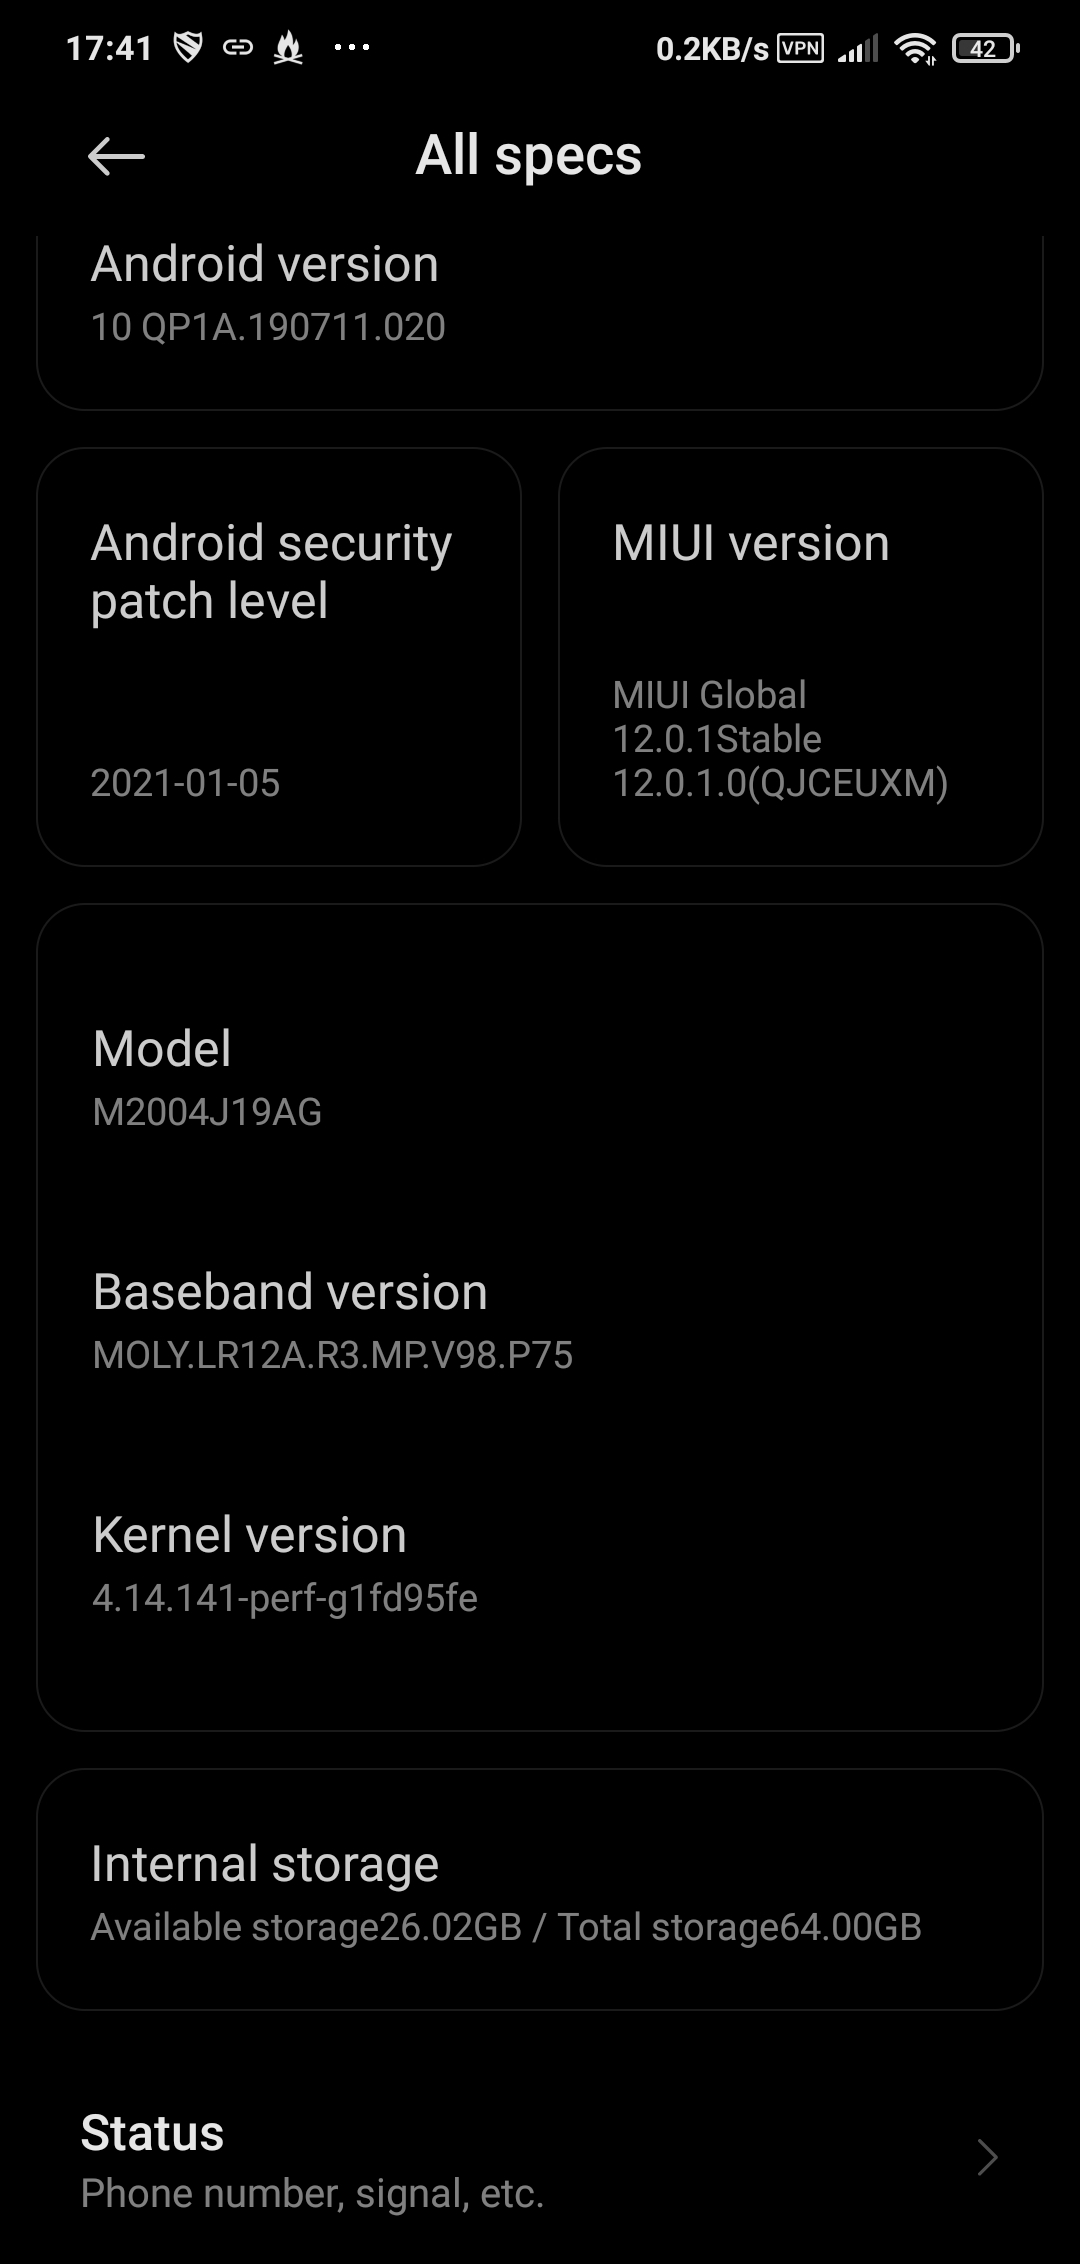 17:41 ... 0.2KB/s VPN 42
All specs
Android version
10 QP1A.190711.020
Android security
patch level
2021-01-05
MIUI version
MIUI Global
12.0.1Stable
12.0.1.0(QJCEUXM)
Model
M2004J19AG
Baseband version
MOLY.LR12A.R3.MP.V98.P75
Kernel version
4.14.141-perf-g1fd95fe
Internal storage
Available storage26.02GB / Total storage64.00GB
Status
Phone number, signal, etc.